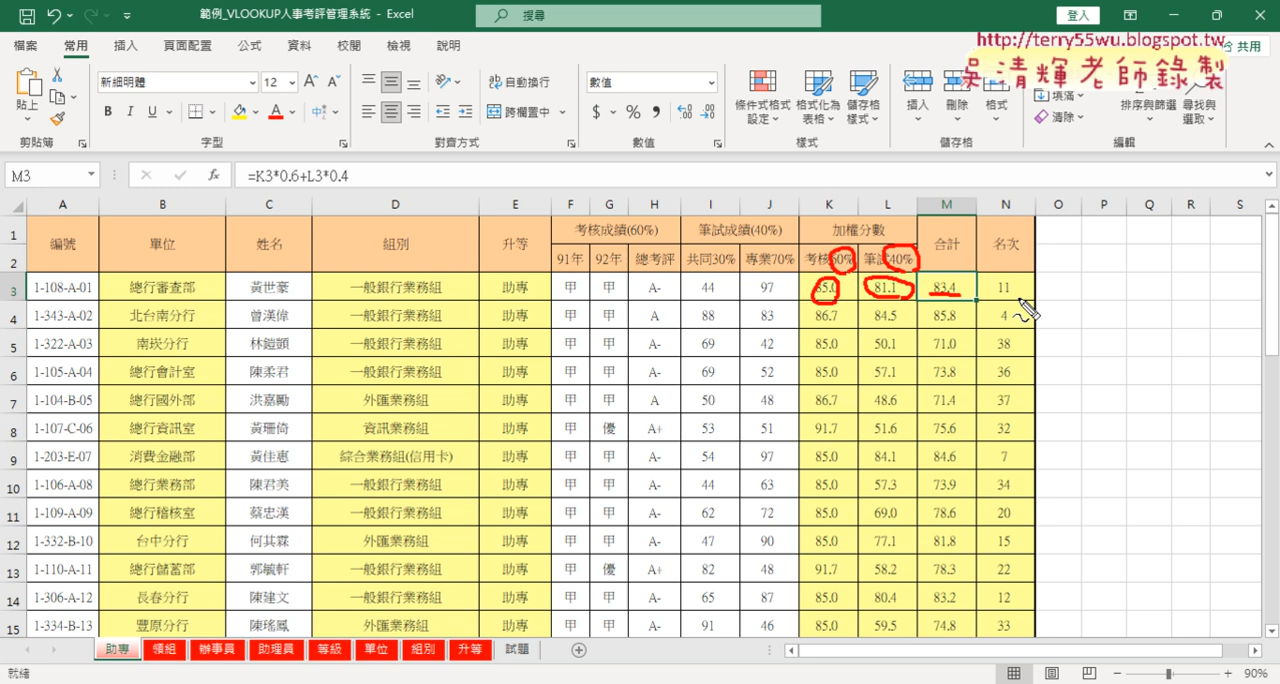 範例_VLOOKUP人事考評管理系統 - Excel
搜尋
登入
檔案 常用 插入 頁面配置 公式 資料 校閱 檢視 說明
共用
http://terry55wu.blogspot.tw
吳清輝老師錄製
貼上
新細明體 12
B I U
自動換行
跨欄置中
數值
$ % 9
條件式格式設定
格式化為表格
儲存格樣式
插入 刪除 格式
填滿
清除
排序與篩選
尋找與選取
剪貼簿 字型 對齊方式 數值 樣式 儲存格 編輯
M3 fx =K3*0.6+L3*0.4
A B C D E F G H I J K L M N O P Q R S
1 編號 單位 姓名 組別 升等 考核成績(60%) 筆試成績(40%) 加權分數 合計 名次
2 91年 92年 總考評 共同30% 專業70% 考核60% 筆試40%
3 1-108-A-01 總行審查部 黃世豪 一般銀行業務組 助專 甲 甲 A- 44 97 85.0 81.1 83.4 11
4 1-343-A-02 北台南分行 曾漢偉 一般銀行業務組 助專 甲 甲 A 88 83 86.7 84.5 85.8 4
5 1-322-A-03 南崁分行 林鎧頤 一般銀行業務組 助專 甲 甲 A- 69 42 85.0 50.1 71.0 38
6 1-105-A-04 總行會計室 陳柔君 一般銀行業務組 助專 甲 甲 A- 69 52 85.0 57.1 73.8 36
7 1-104-B-05 總行國外部 洪嘉勵 外匯業務組 助專 甲 甲 A 50 48 86.7 48.6 71.4 37
8 1-107-C-06 總行資訊室 黃珊倚 資訊業務組 助專 甲 優 A+ 53 51 91.7 51.6 75.6 32
9 1-203-E-07 消費金融部 黃佳惠 綜合業務組(信用卡) 助專 甲 甲 A- 54 97 85.0 84.1 84.6 7
10 1-106-A-08 總行業務部 陳君美 一般銀行業務組 助專 甲 甲 A- 44 63 85.0 57.3 73.9 34
11 1-109-A-09 總行稽核室 蔡忠漢 一般銀行業務組 助專 甲 甲 A- 62 72 85.0 69.0 78.6 20
12 1-332-B-10 台中分行 何其霖 外匯業務組 助專 甲 甲 A- 47 90 85.0 77.1 81.8 15
13 1-110-A-11 總行儲蓄部 郭毓軒 一般銀行業務組 助專 甲 優 A+ 82 48 91.7 58.2 78.3 22
14 1-306-A-12 長春分行 陳建文 一般銀行業務組 助專 甲 甲 A- 65 87 85.0 80.4 83.2 12
15 1-334-B-13 豐原分行 陳瑤鳳 外匯業務組 助專 甲 甲 A- 91 46 85.0 59.5 74.8 33
助專 領組 辦事員 助理員 等級 單位 組別 升等 試題
就緒 90%